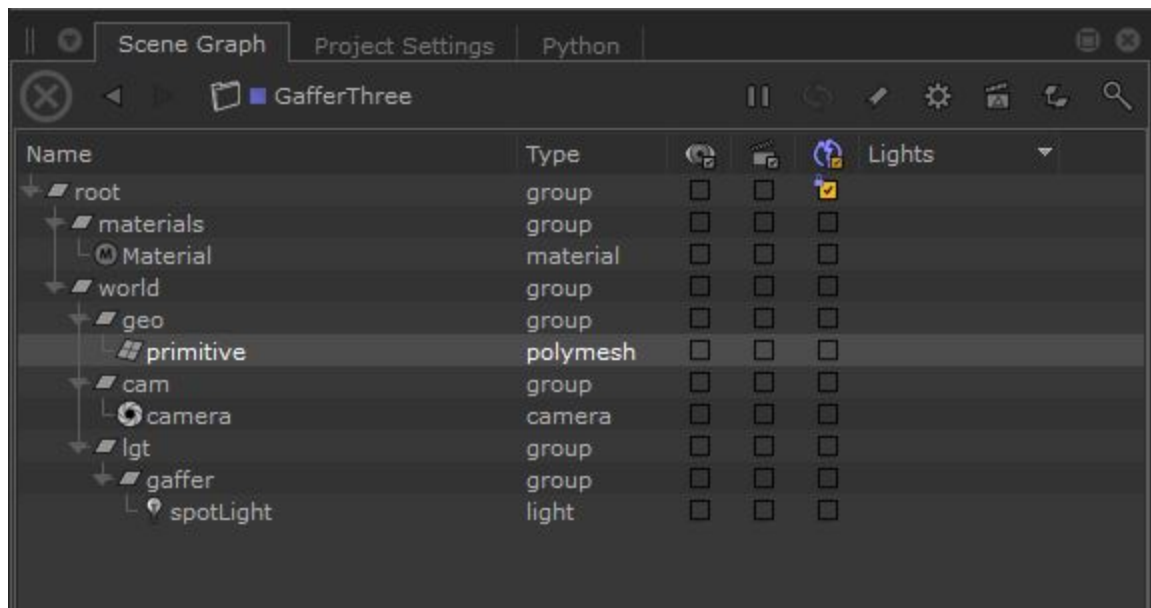 Scene Graph Project Settings Python
GafferThree
Name Type Lights
root group
materials group
M Material material
world group
geo group
primitive polymesh
cam group
camera camera
lgt group
gaffer group
spotLight light